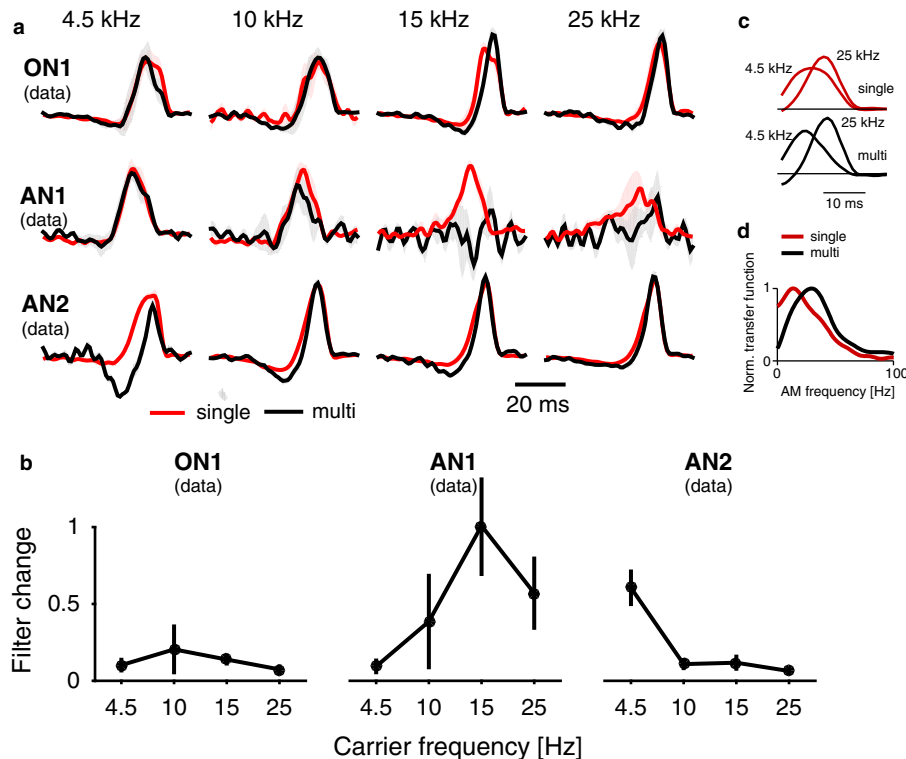 a
4.5 kHz 10 kHz 15 kHz 25 kHz
ON1
(data)
AN1
(data)
AN2
(data)
20 ms
single multi
c
25 kHz
4.5 kHz
single
25 kHz
4.5 kHz
multi
10 ms
d
single
multi
Norm. transfer function
1
0
0 100
AM frequency [Hz]
b
ON1 AN1 AN2
(data) (data) (data)
Filter change
1
0.5
0
4.5 10 15 25 4.5 10 15 25 4.5 10 15 25
Carrier frequency [Hz]